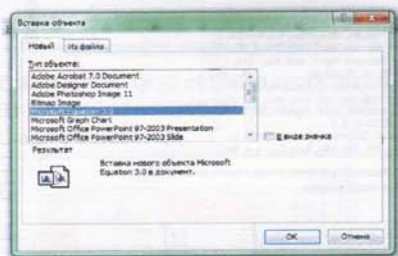 Вставка объекта
Новый
Из файла
Тип объекта:
Adobe Acrobat 7.0 Document
Adobe Designer Document
Adobe Photoshop Image 11
Bitmap Image
Microsoft Equation 3.0
Microsoft Graph Chart
Microsoft Office PowerPoint 97-2003 Presentation
Microsoft Office PowerPoint 97-2003 Slide
В виде значка
Результат
Вставка нового объекта Microsoft
Equation 3.0 в документ.
ОК
Отмена